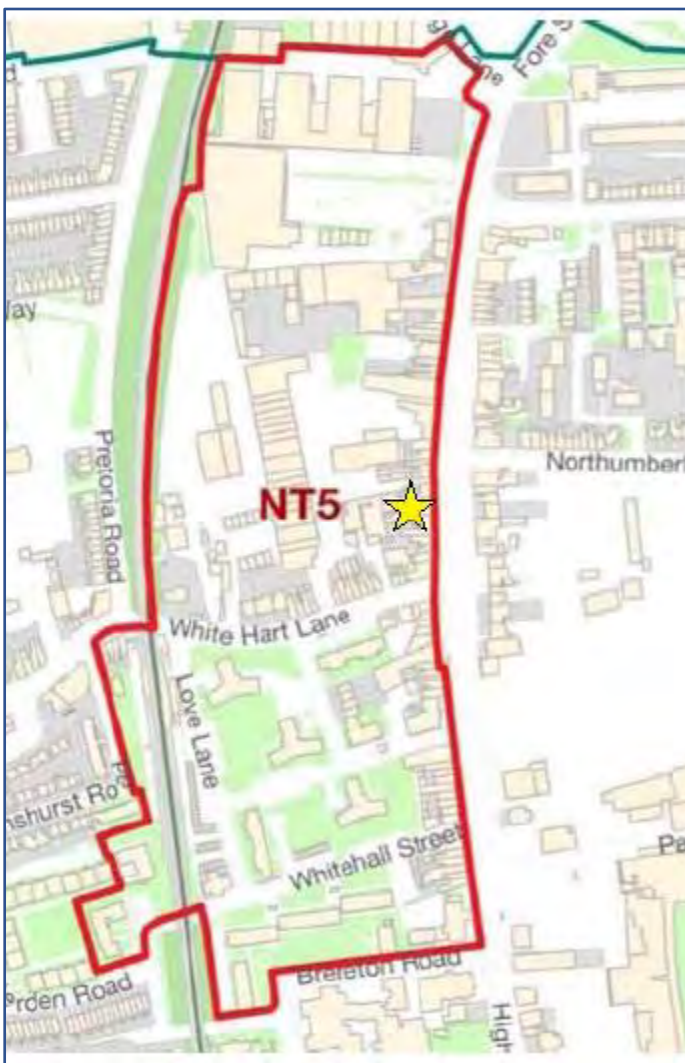 Lane
Fore S
Way
Northumberl
Pretoria Road
NT5
White Hart Lane
Love Lane
nshurst Ro
Whitehall Street
Pa
Brereton Road
rden Road
High